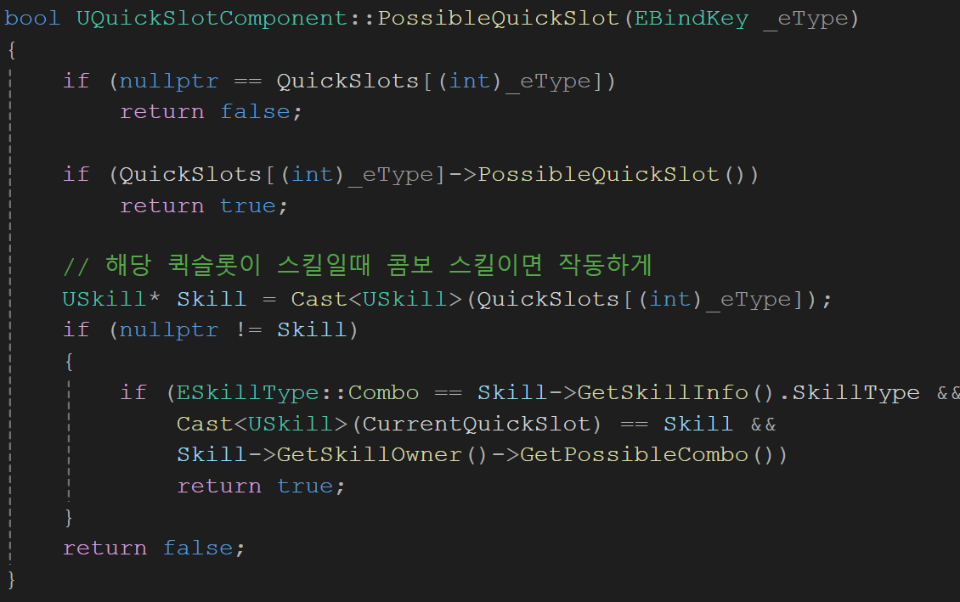 bool UQuickSlotComponent::PossibleQuickSlot(EBindKey _eType)
{
    if (nullptr == QuickSlots[(int)_eType])
        return false;

    if (QuickSlots[(int)_eType]->PossibleQuickSlot())
        return true;

    // 해당 퀵슬롯이 스킬일때 콤보 스킬이면 작동하게
    USkill* Skill = Cast<USkill>(QuickSlots[(int)_eType]);
    if (nullptr != Skill)
    {
        if (ESkillType::Combo == Skill->GetSkillInfo().SkillType &&
            Cast<USkill>(CurrentQuickSlot) == Skill &&
            Skill->GetSkillOwner()->GetPossibleCombo())
            return true;
    }
    return false;
}